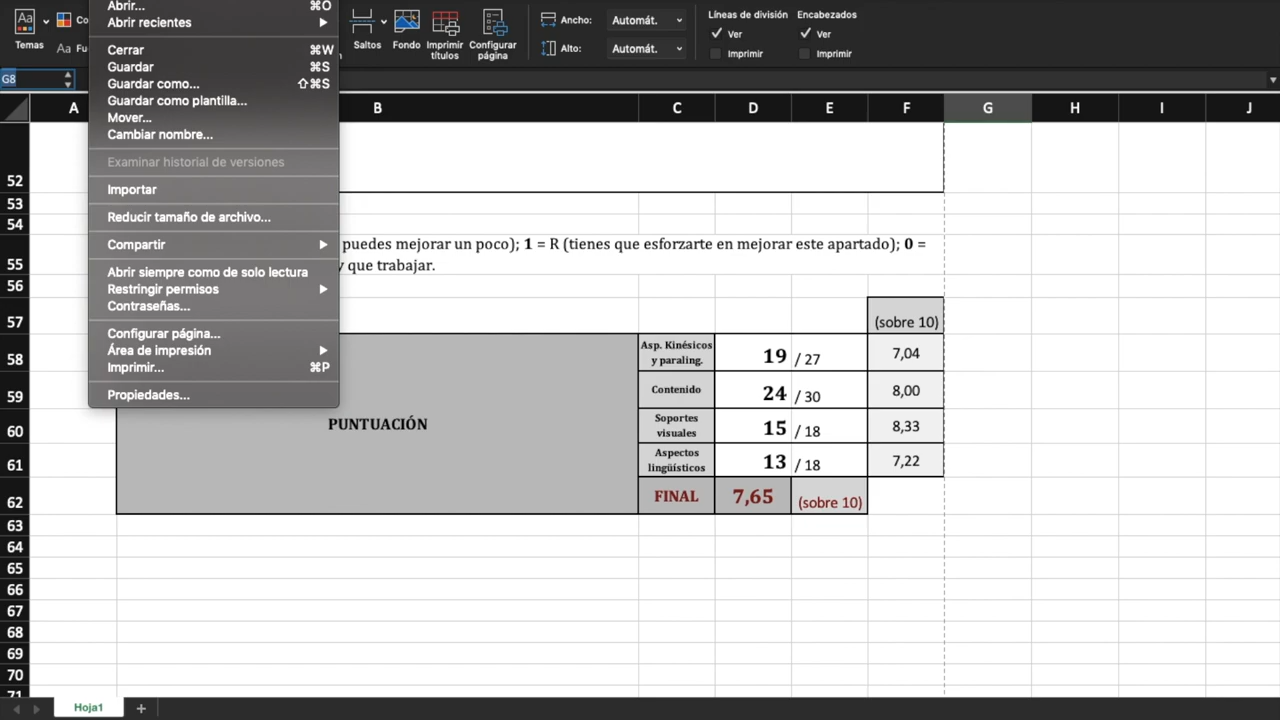 Abrir... ⌘O
Abrir recientes
Cerrar ⌘W
Guardar ⌘S
Guardar como... ⇧⌘S
Guardar como plantilla...
Mover...
Cambiar nombre...
Examinar historial de versiones
Importar
Reducir tamaño de archivo...
Compartir
Abrir siempre como de solo lectura
Restringir permisos
Contraseñas...
Configurar página...
Área de impresión
Imprimir... ⌘P
Propiedades...
Temas
Aa
Saltos
Fondo
Imprimir títulos
Configurar página
Ancho: Automát.
Alto: Automát.
Líneas de división
Ver
Imprimir
Encabezados
Ver
Imprimir
G8
A B C D E F G H I J
52
53
54
puedes mejorar un poco); 1 = R (tienes que esforzarte en mejorar este apartado); 0 =
55 y que trabajar.
56
57 (sobre 10)
58 Asp. Kinésicos y paraling. 19 / 27 7,04
59 Contenido 24 / 30 8,00
PUNTUACIÓN
60 Soportes visuales 15 / 18 8,33
61 Aspectos lingüísticos 13 / 18 7,22
62 FINAL 7,65 (sobre 10)
63
64
65
66
67
68
69
70
71
Hoja1 +